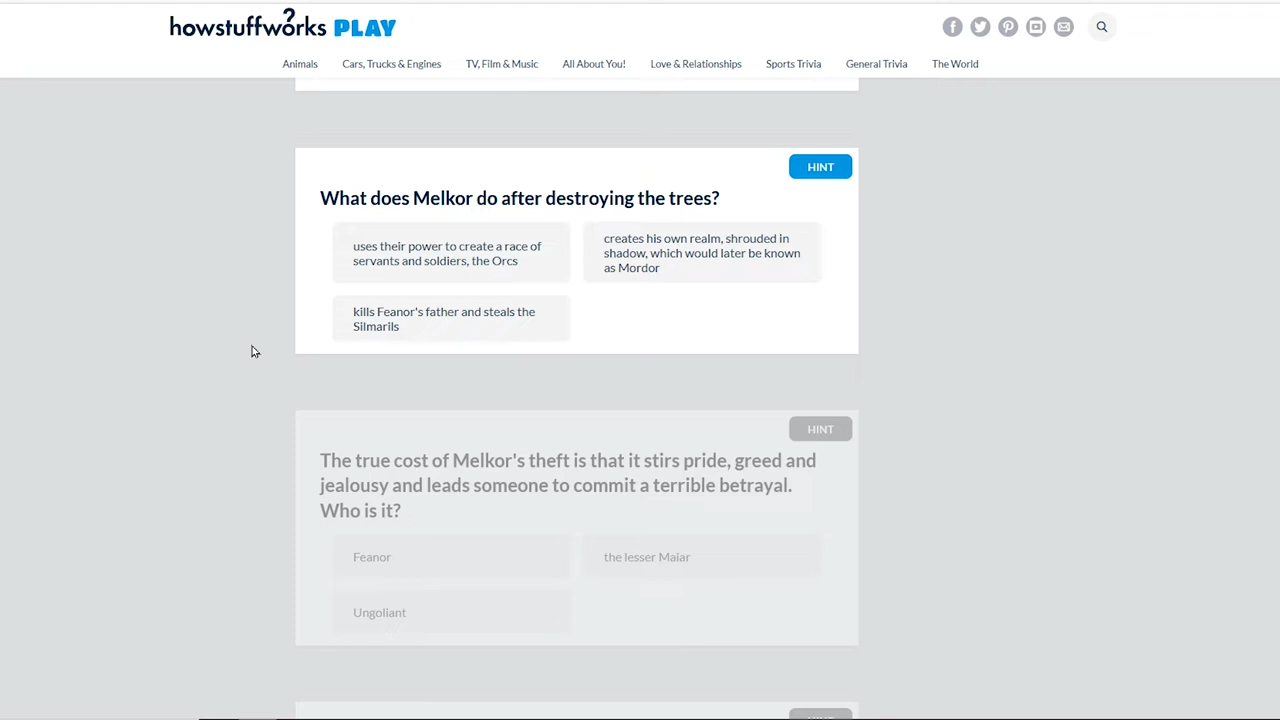 howstuffworks PLAY
Animals Cars, Trucks & Engines TV, Film & Music All About You! Love & Relationships Sports Trivia General Trivia The World
HINT
What does Melkor do after destroying the trees?
uses their power to create a race of
servants and soldiers, the Orcs
creates his own realm, shrouded in
shadow, which would later be known
as Mordor
kills Feanor's father and steals the
Silmarils
HINT
The true cost of Melkor's theft is that it stirs pride, greed and
jealousy and leads someone to commit a terrible betrayal.
Who is it?
Feanor
the lesser Maiar
Ungoliant